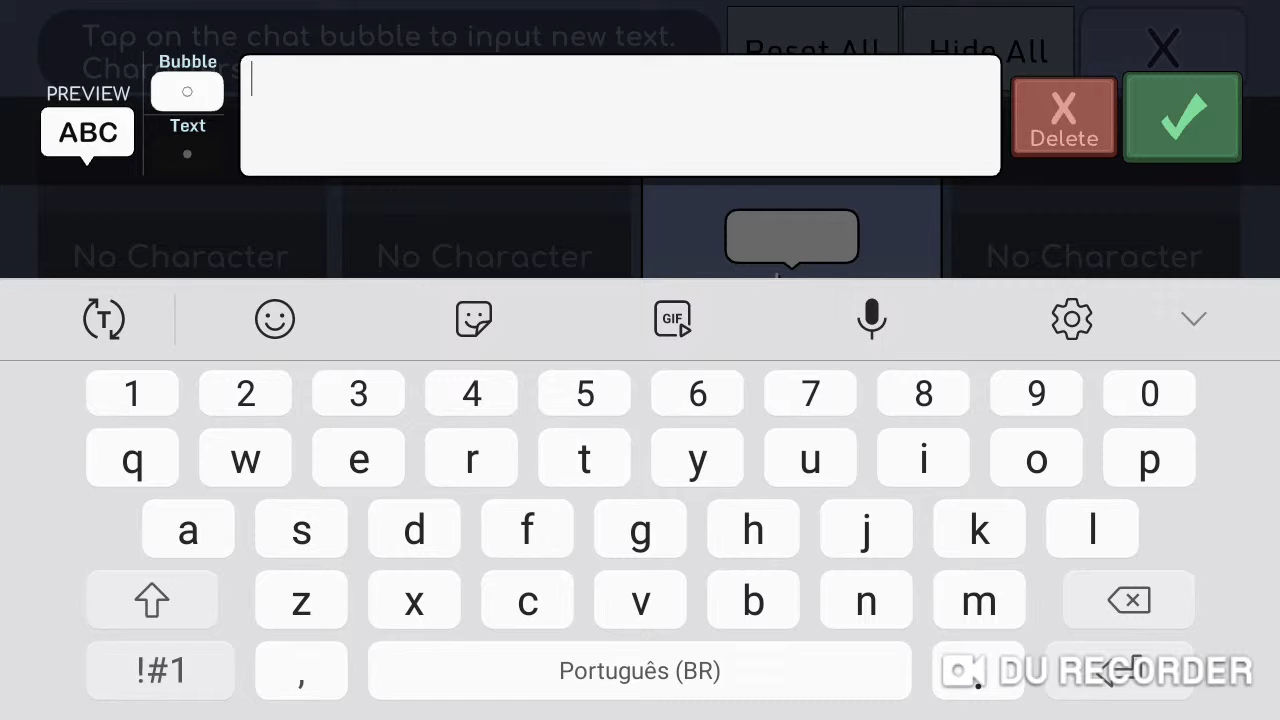 Tap on the chat bubble to input new text.
Reset All
Hide All
X
Bubble
PREVIEW
ABC
Text
X
Delete
No Character
No Character
No Character
T
GIF
1 2 3 4 5 6 7 8 9 0
q w e r t y u i o p
a s d f g h j k l
z x c v b n m
!#1 , Português (BR) .
DU RECORDER